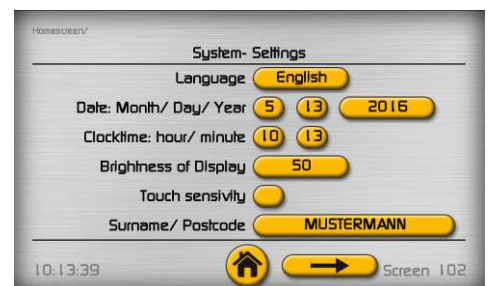 Homescreen/
System- Settings
Language English
Date: Month/ Day/ Year 5 13 2016
Clocktime: hour/ minute 10 13
Brightness of Display 50
Touch sensivity
Surname/ Postcode MUSTERMANN
10:13:39 Screen 102